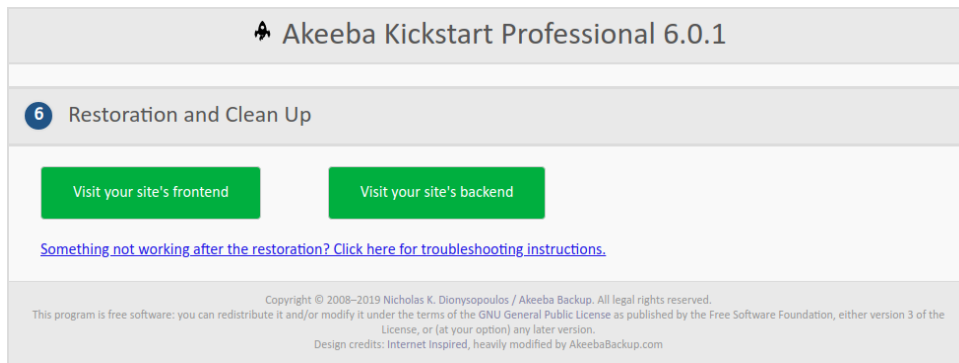 Akeeba Kickstart Professional 6.0.1
6 Restoration and Clean Up
Visit your site's frontend
Visit your site's backend
Something not working after the restoration? Click here for troubleshooting instructions.
Copyright © 2008–2019 Nicholas K. Dionysopoulos / Akeeba Backup. All legal rights reserved.
This program is free software: you can redistribute it and/or modify it under the terms of the GNU General Public License as published by the Free Software Foundation, either version 3 of the
License, or (at your option) any later version.
Design credits: Internet Inspired, heavily modified by AkeebaBackup.com